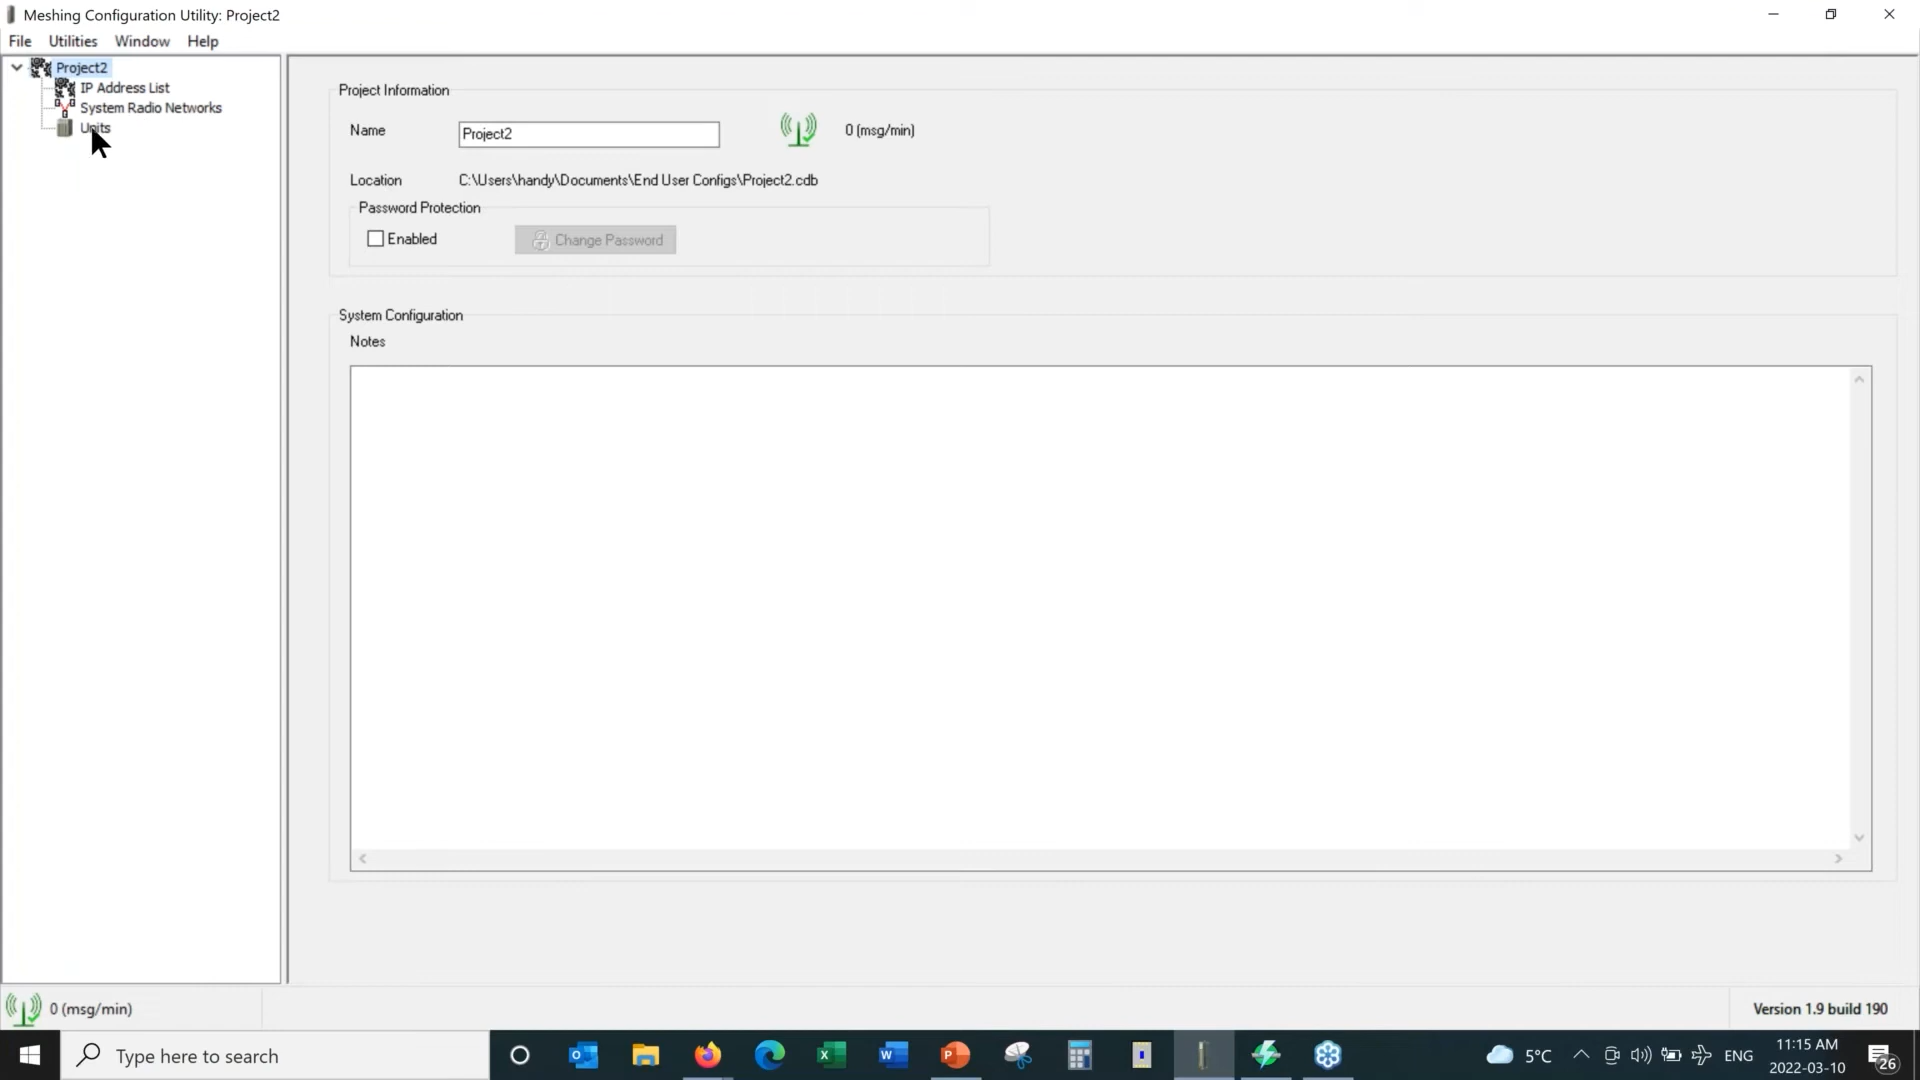 Meshing Configuration Utility: Project2
File Utilities Window Help
Project2
IP Address List
System Radio Networks
Units
Project Information
Name Project2 0 (msg/min)
Location C:\Users\handy\Documents\End User Configs\Project2.cdb
Password Protection
Enabled Change Password
System Configuration
Notes
0 (msg/min) Version 1.9 build 190
Type here to search 5°C ENG 11:15 AM
2022-03-10 26